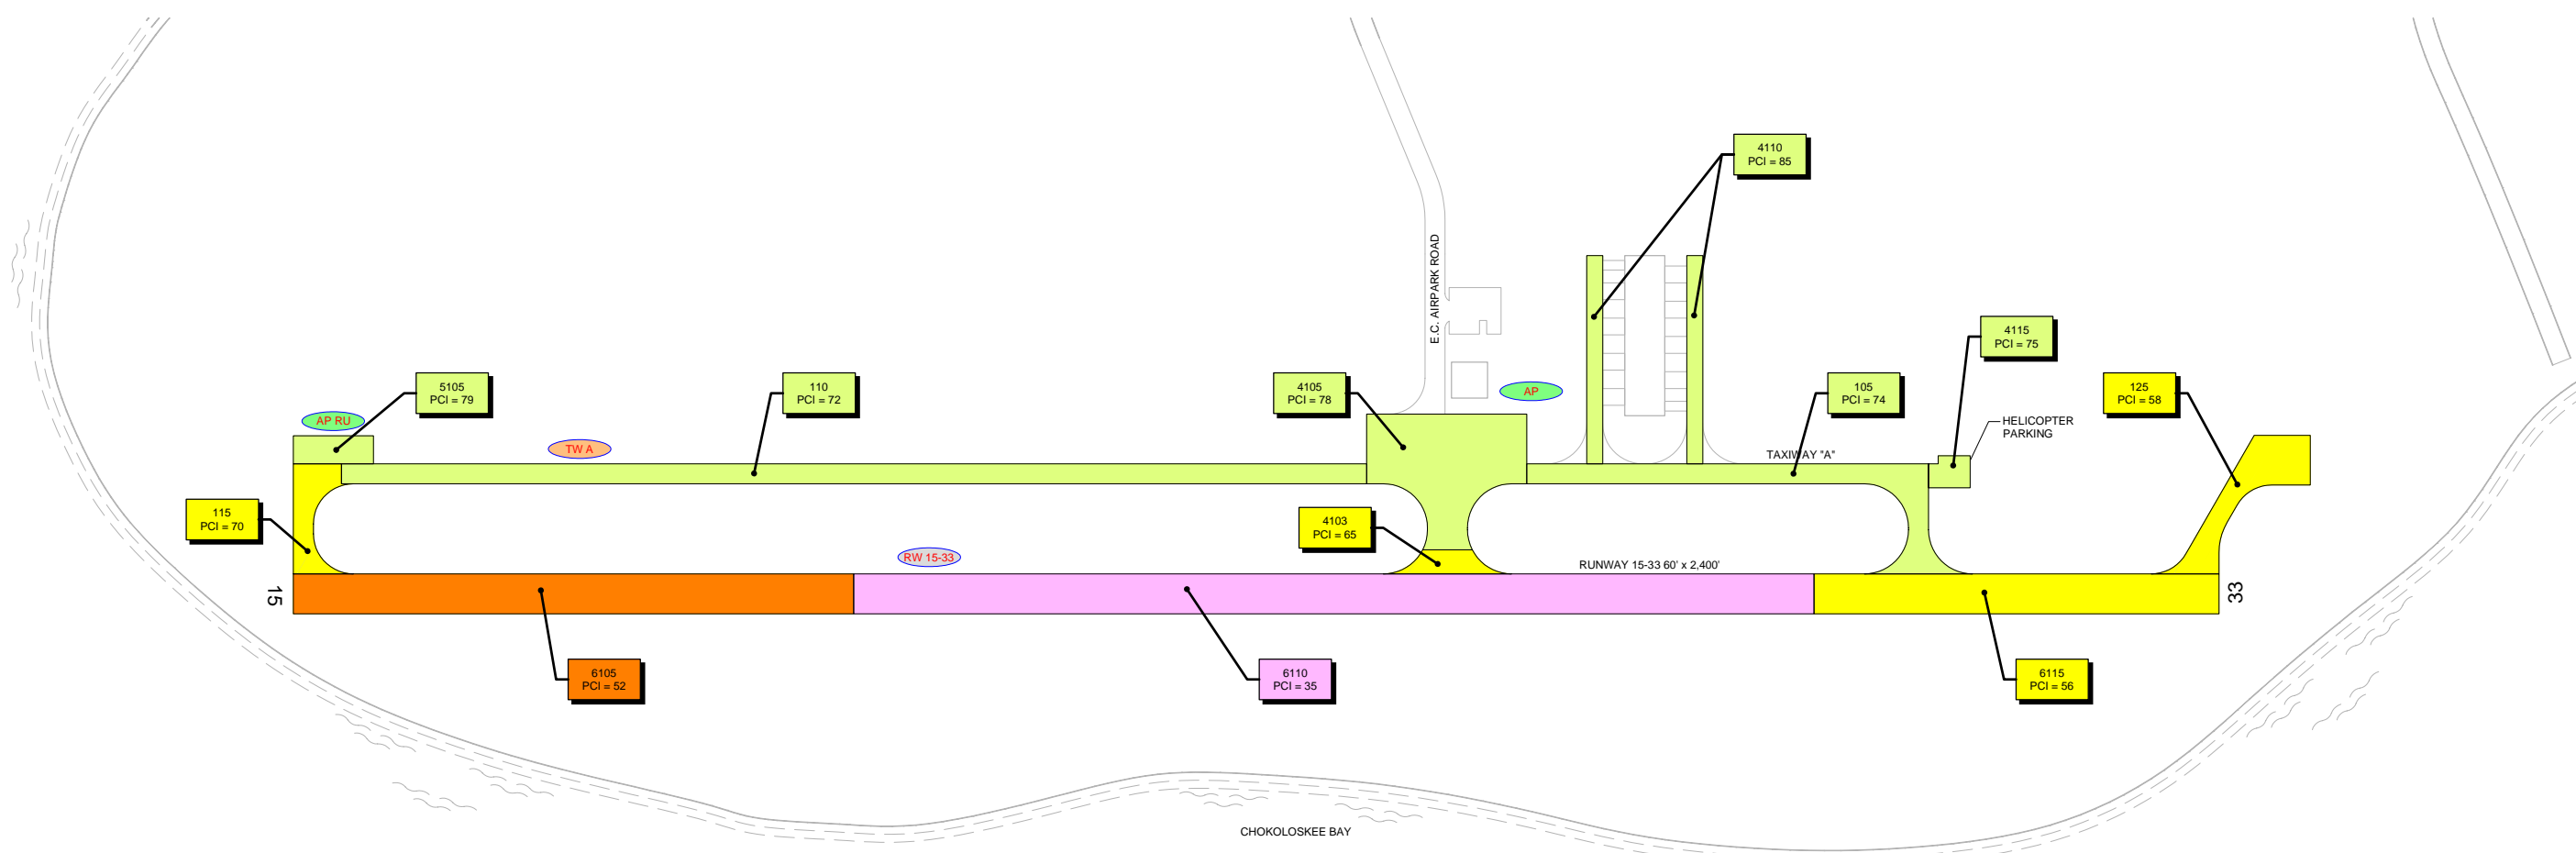 4110
PCI = 85
E.C. AIRPARK ROAD
4115
PCI = 75
5105
PCI = 79
110
PCI = 72
4105
PCI = 78
AP
105
PCI = 74
125
PCI = 58
AP RU
HELICOPTER
PARKING
TW A
TAXIWAY "A"
115
PCI = 70
4103
PCI = 65
RW 15-33
RUNWAY 15-33 60' x 2,400'
15
33
6105
PCI = 52
6110
PCI = 35
6115
PCI = 56
CHOKOLOSKEE BAY